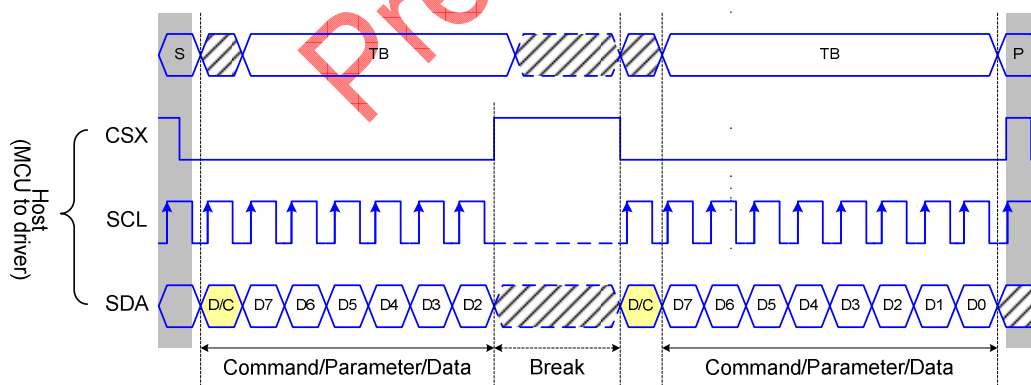 Pre
S TB TB P
CSX
Host
(MCU to driver)
SCL
SDA D/C D7 D6 D5 D4 D3 D2 D/C D7 D6 D5 D4 D3 D2 D1 D0
Command/Parameter/Data Break Command/Parameter/Data